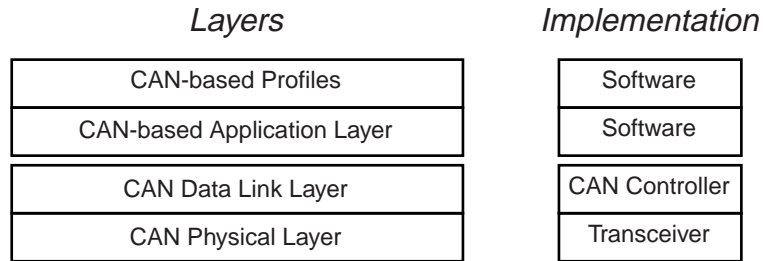 Layers Implementation
CAN-based Profiles Software
CAN-based Application Layer Software
CAN Data Link Layer CAN Controller
CAN Physical Layer Transceiver